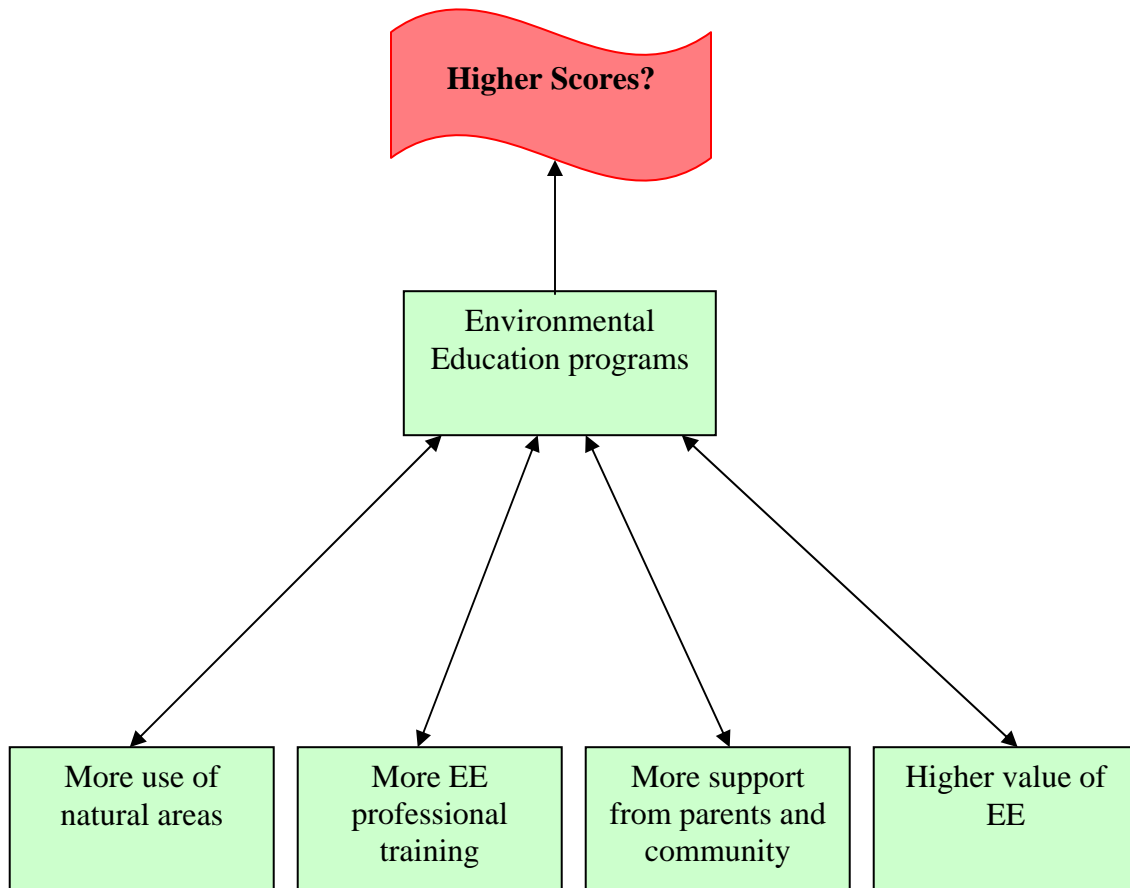 Higher Scores?
Environmental
Education programs
More use of
natural areas
More EE
professional
training
More support
from parents and
community
Higher value of
EE